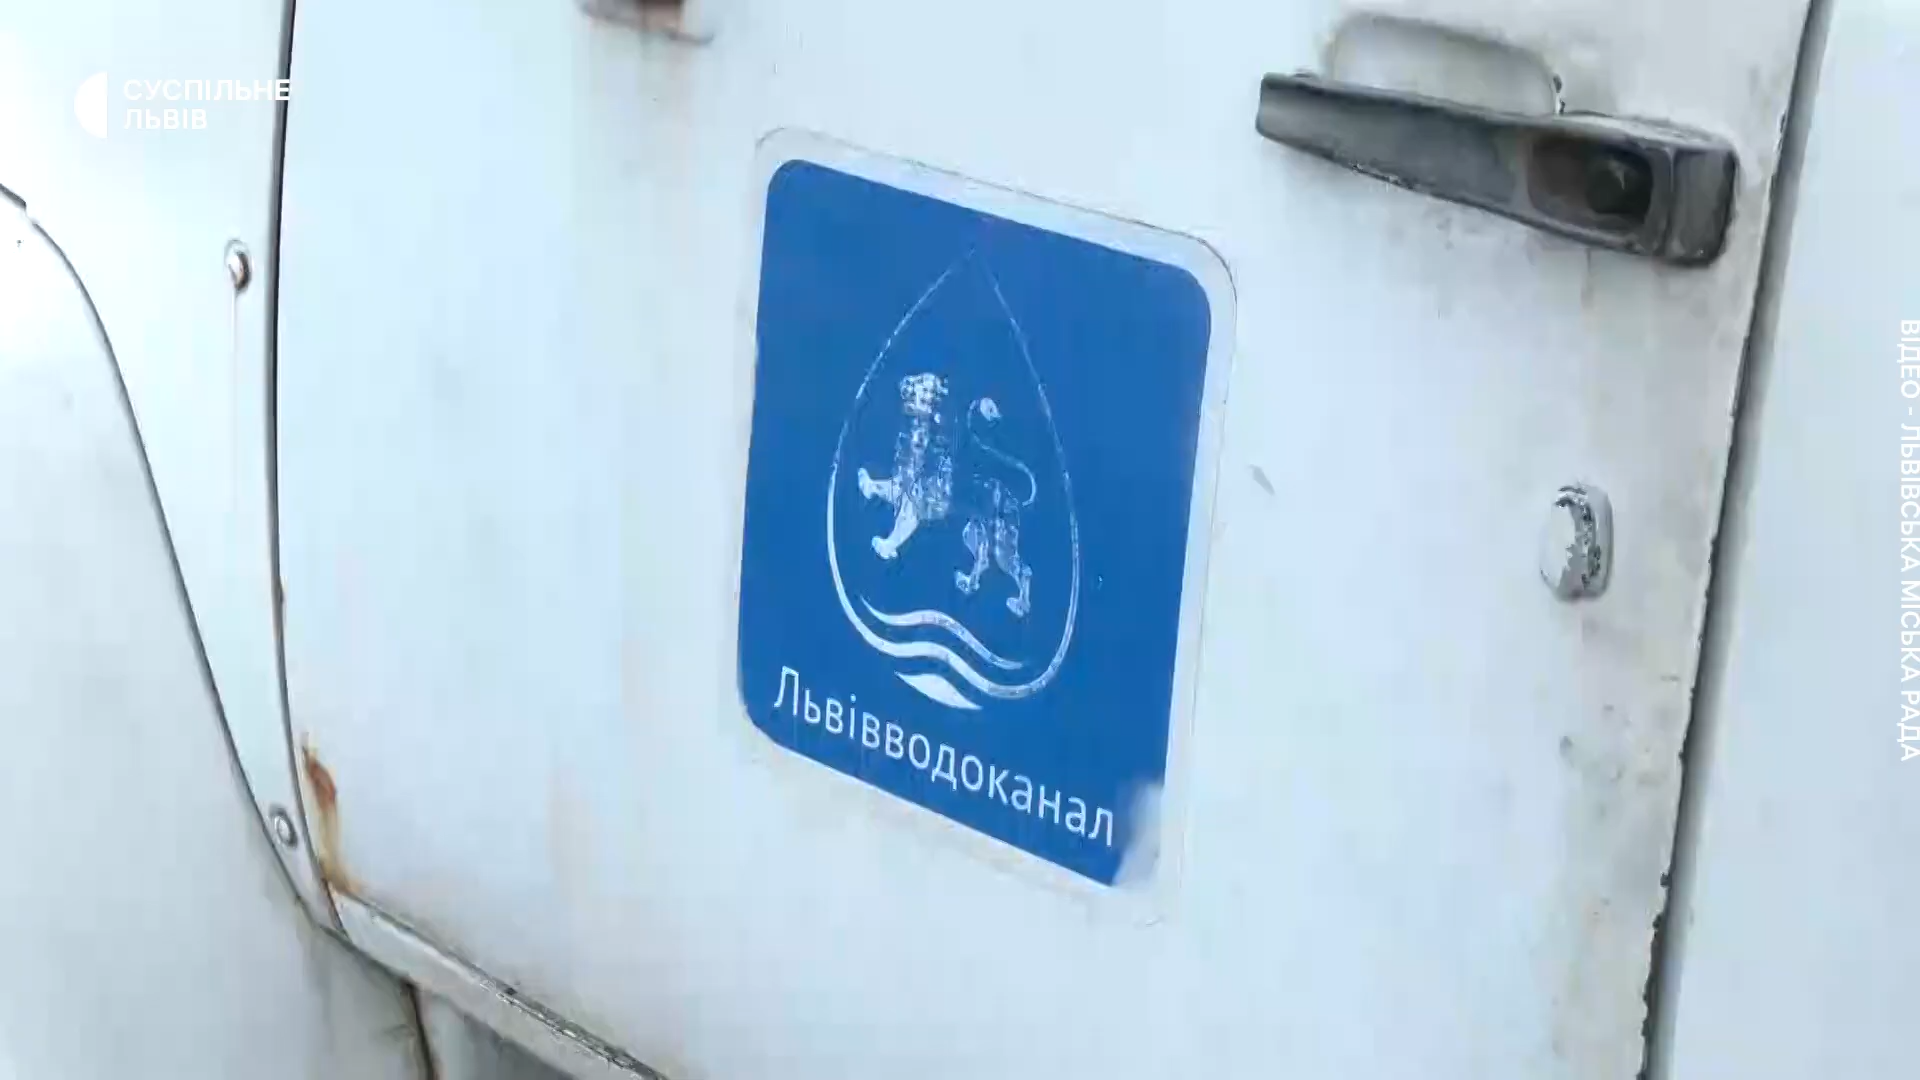 СУСПІЛЬНЕ
ЛЬВІВ
Львівводоканал
ВІДЕО - ЛЬВІВСЬКА МІСЬКА РАДА